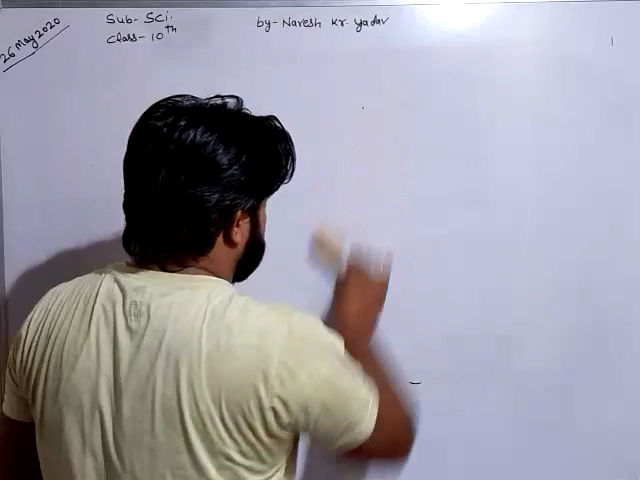 26 May 2020
Sub- Sci.
Class- 10th
by- Naresh Kr. Yadav